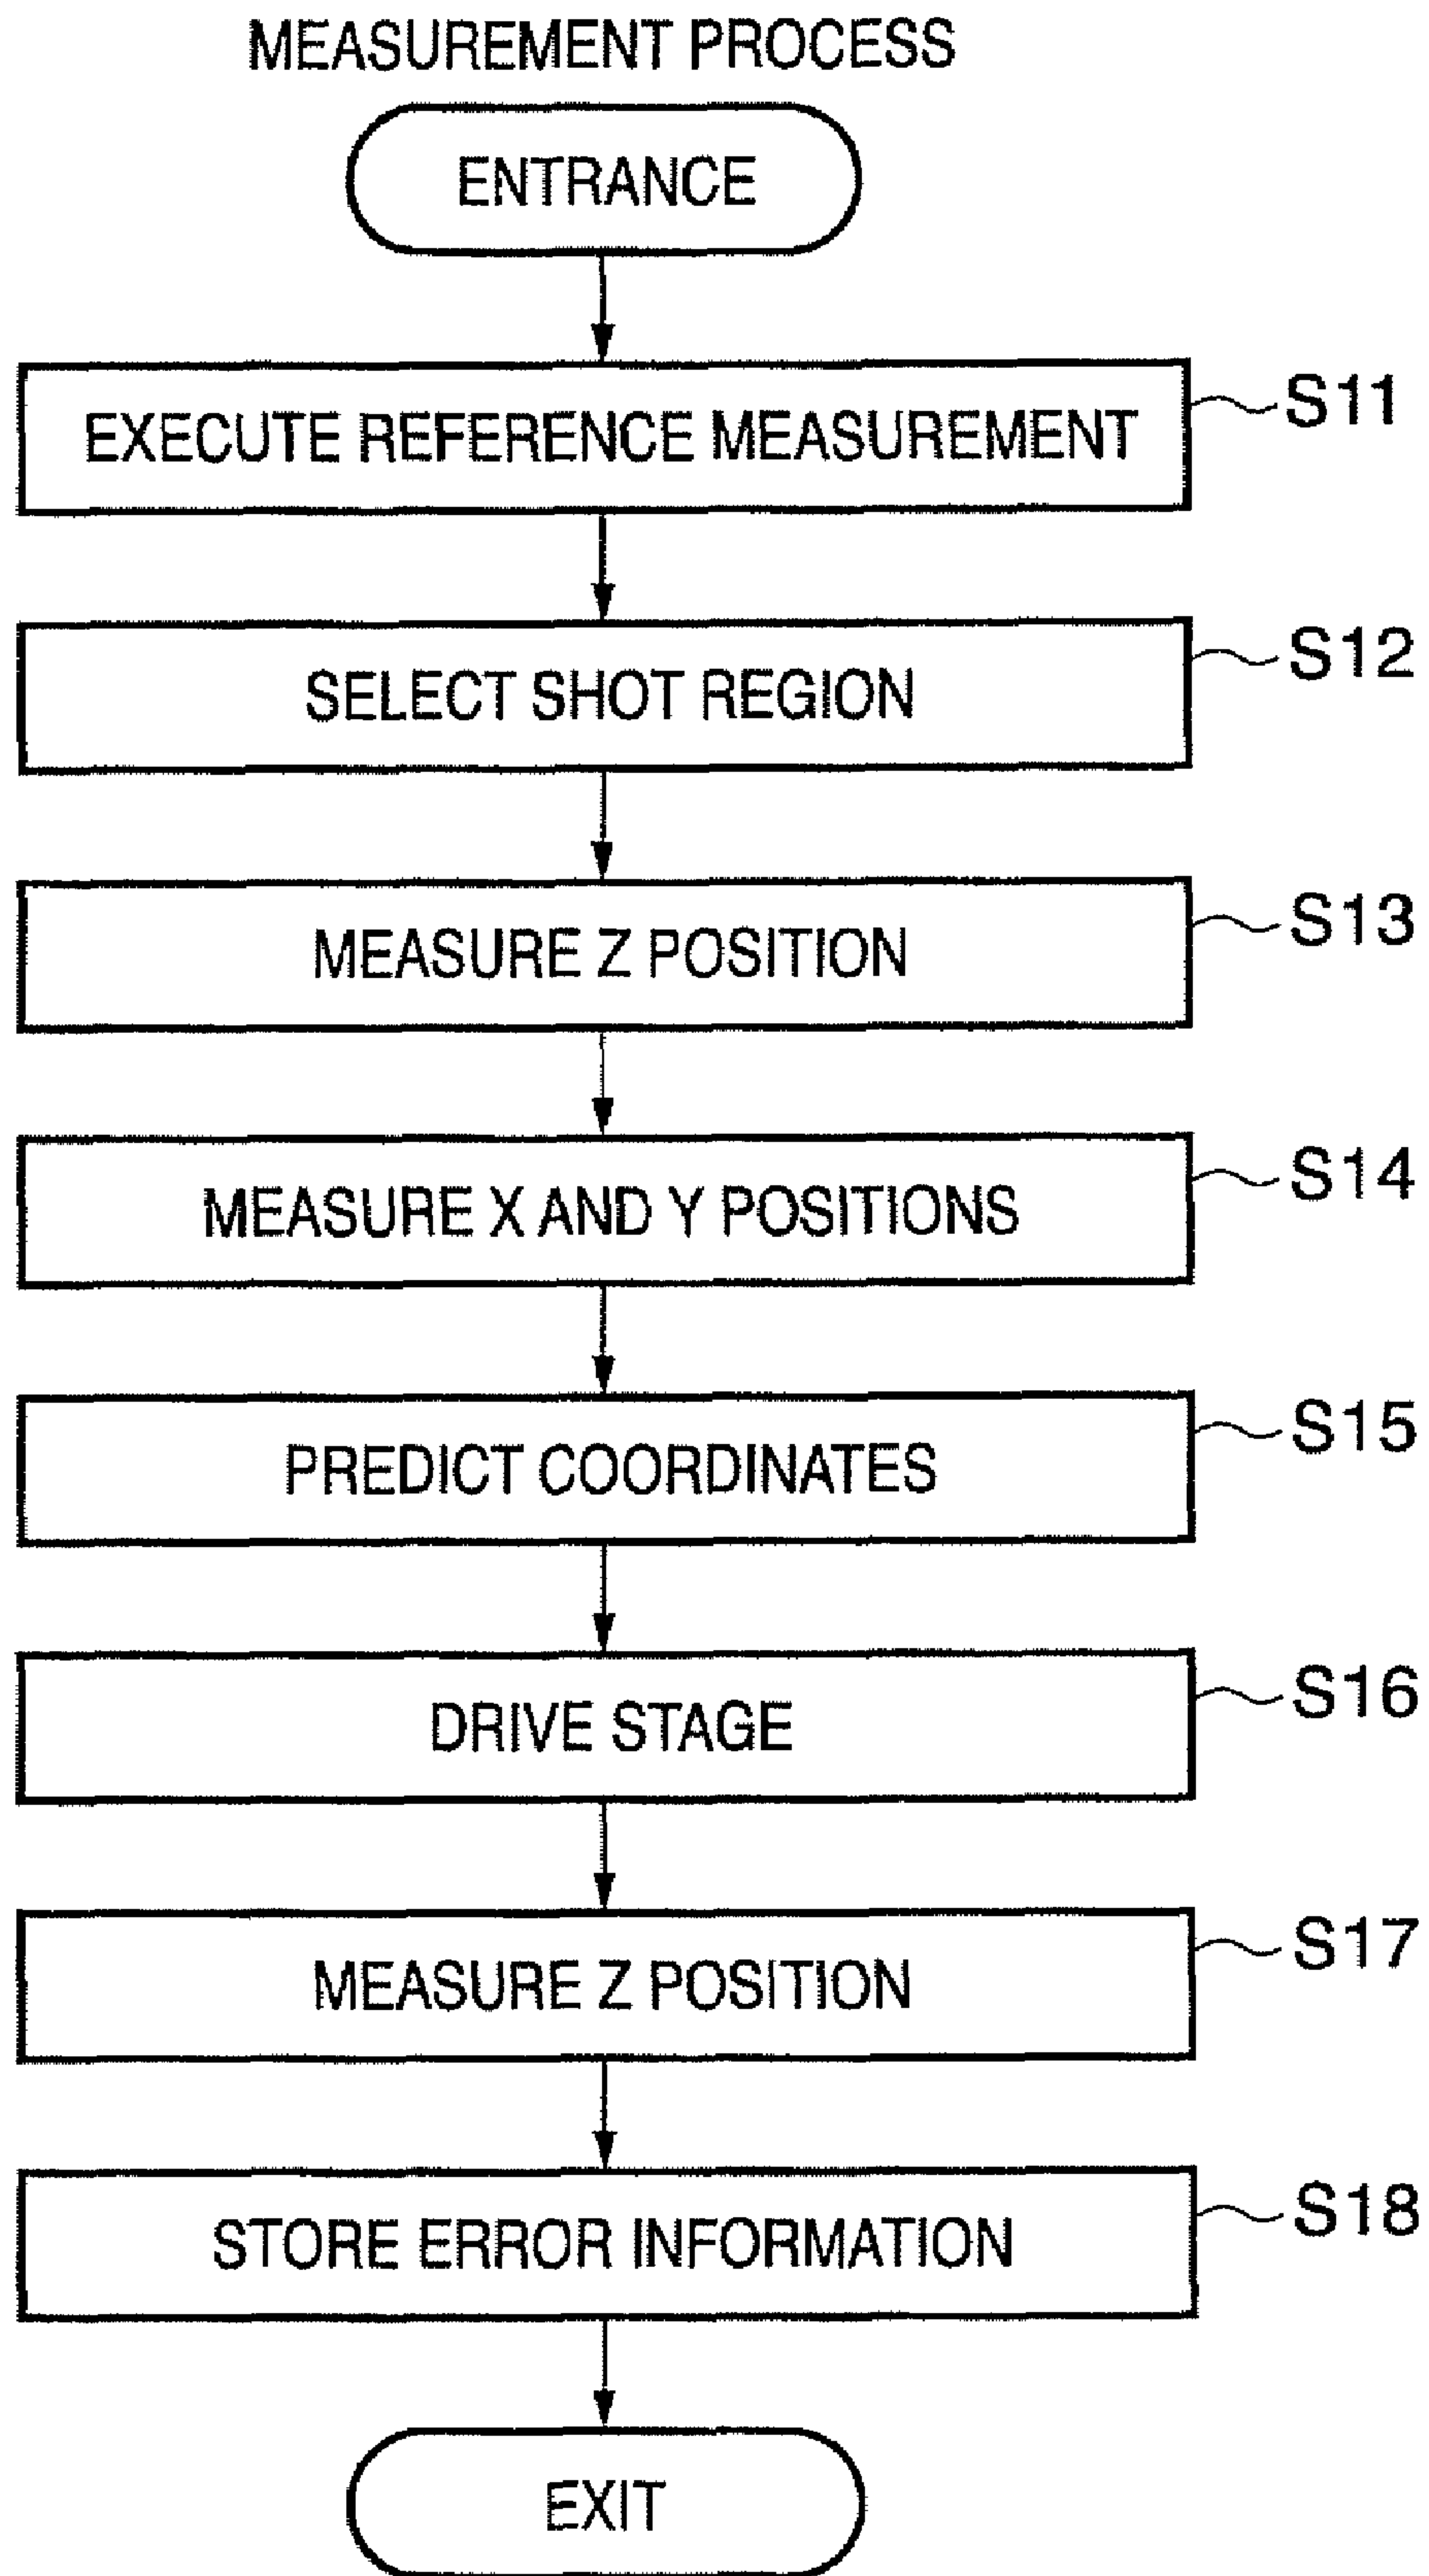 MEASUREMENT PROCESS
ENTRANCE
EXECUTE REFERENCE MEASUREMENT
S11
SELECT SHOT REGION
S12
MEASURE Z POSITION
S13
MEASURE X AND Y POSITIONS
S14
PREDICT COORDINATES
S15
DRIVE STAGE
S16
MEASURE Z POSITION
S17
STORE ERROR INFORMATION
S18
EXIT